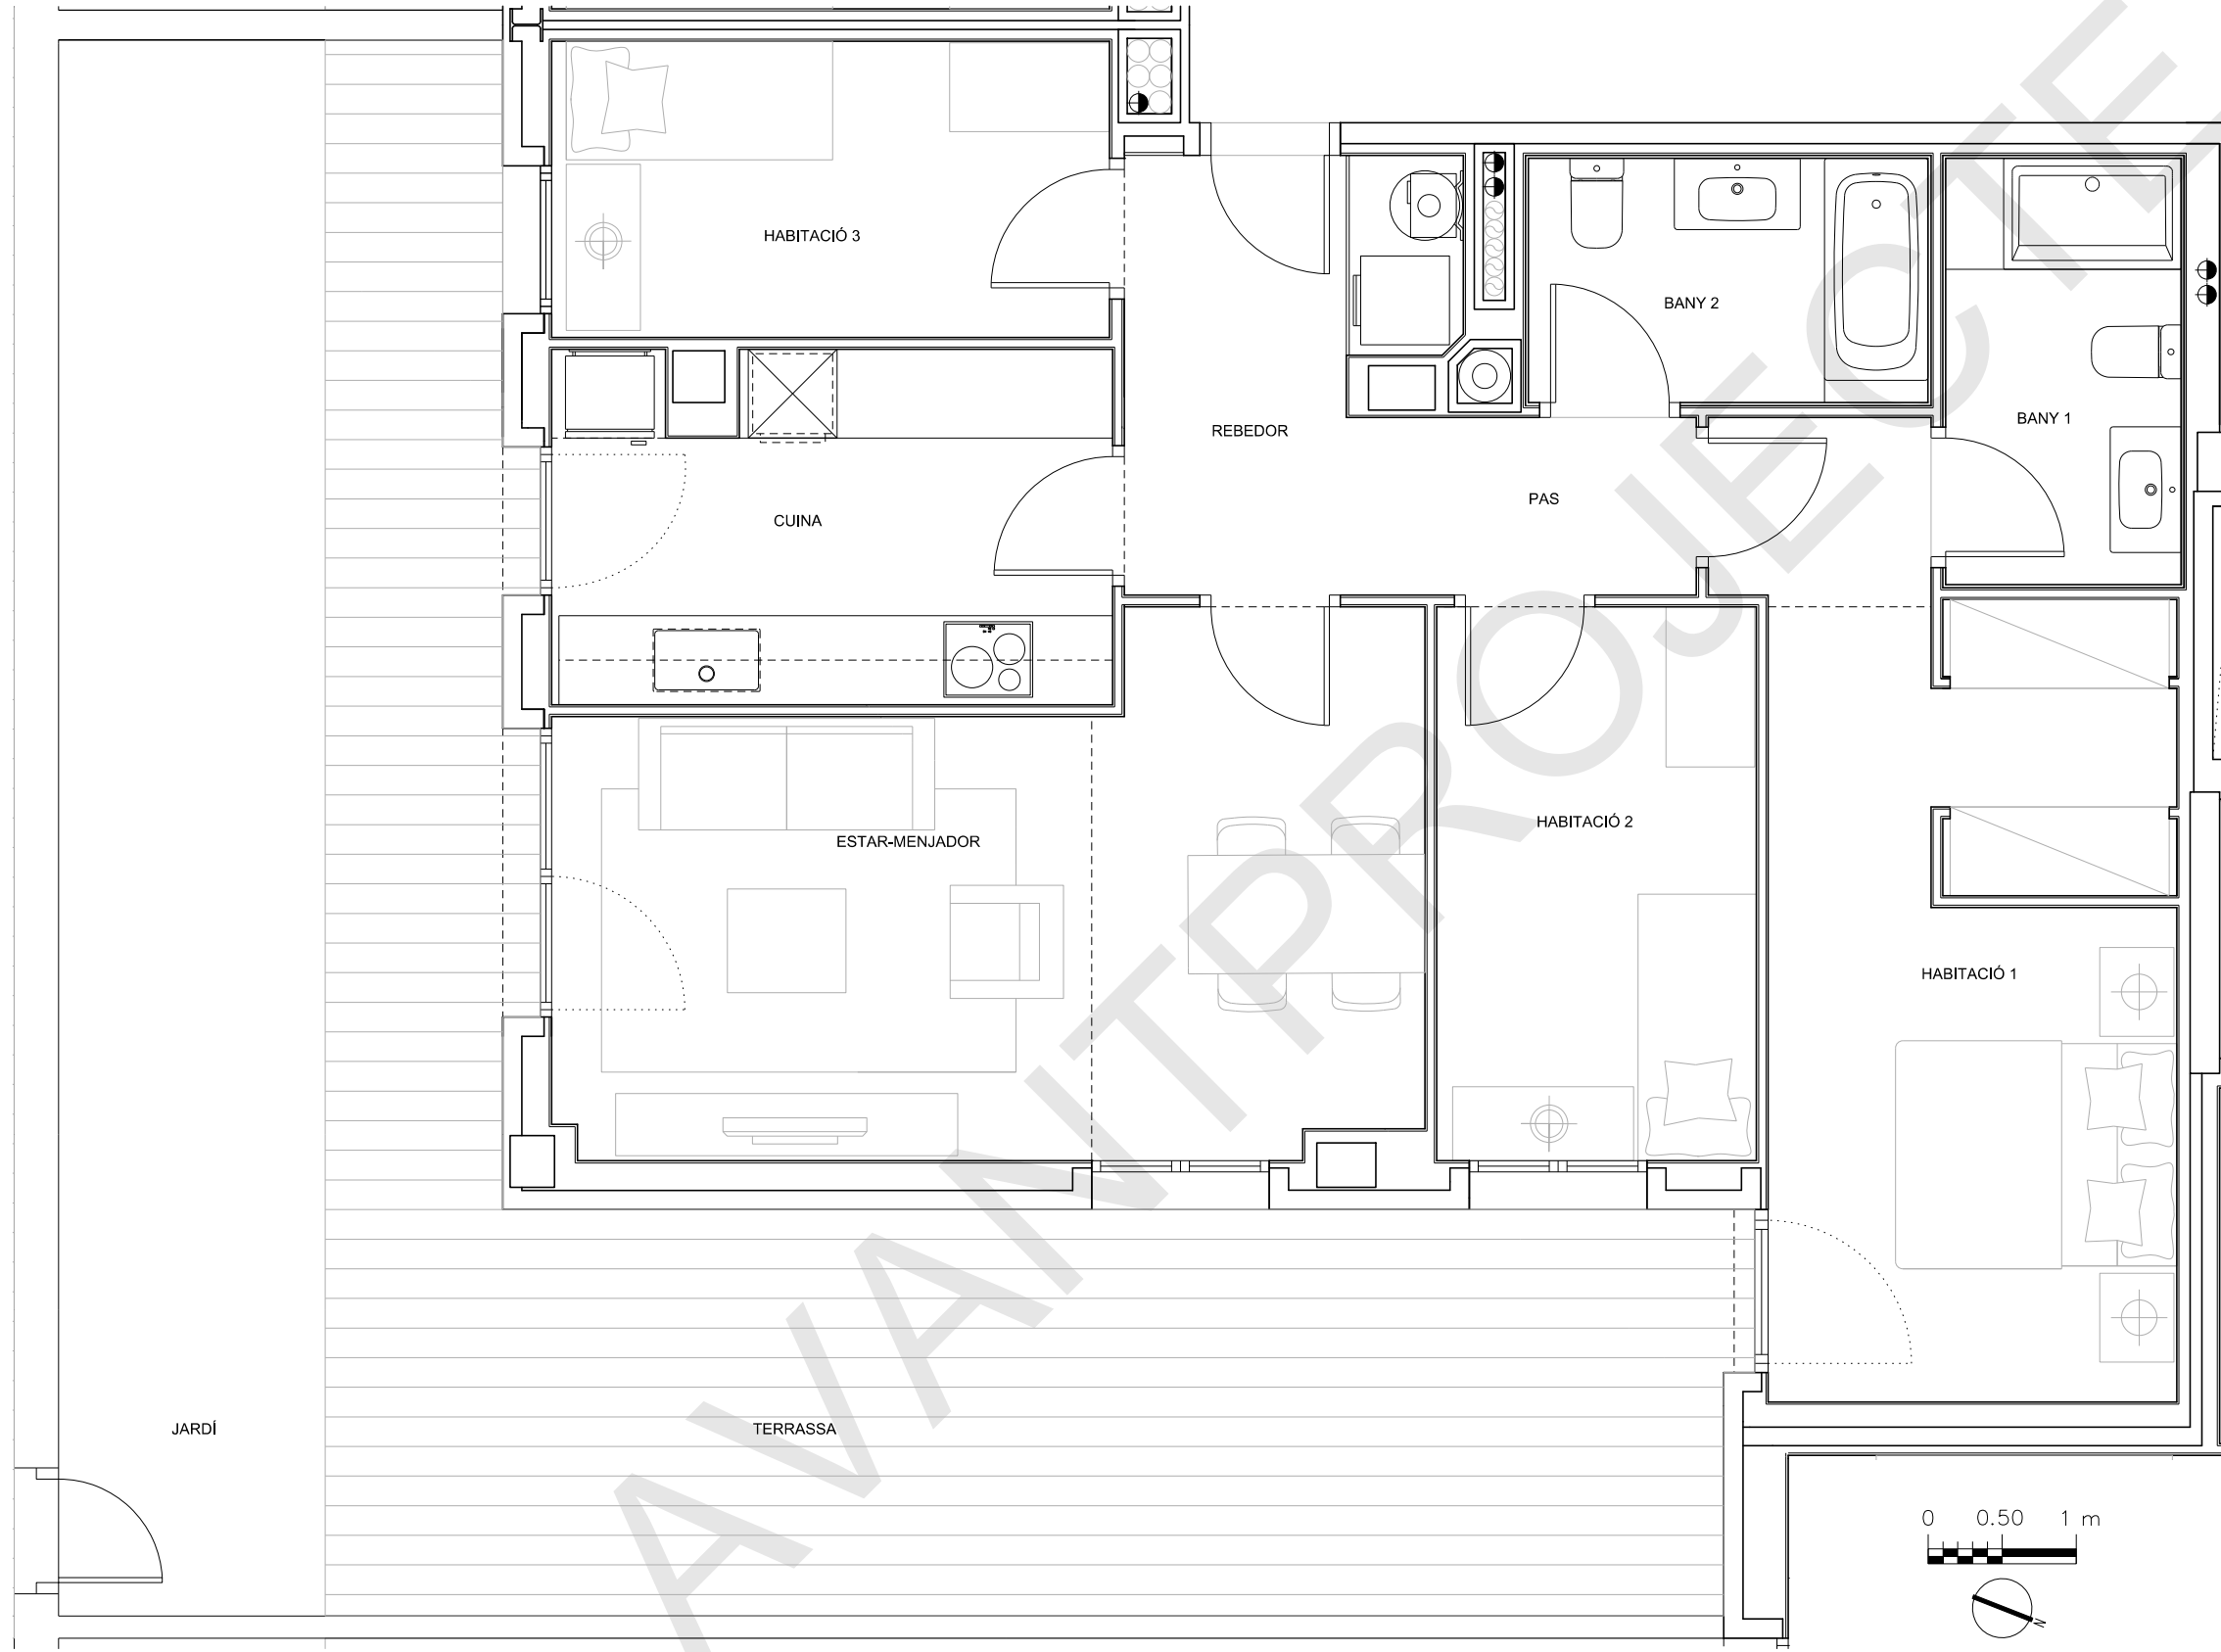 HABITACIÓ 3
BANY 2
BANY 1
REBEDOR
PAS
CUINA
HABITACIÓ 2
ESTAR-MENJADOR
HABITACIÓ 1
JARDÍ
TERRASSA
AVANTPROJECTE
0 0.50 1 m
N